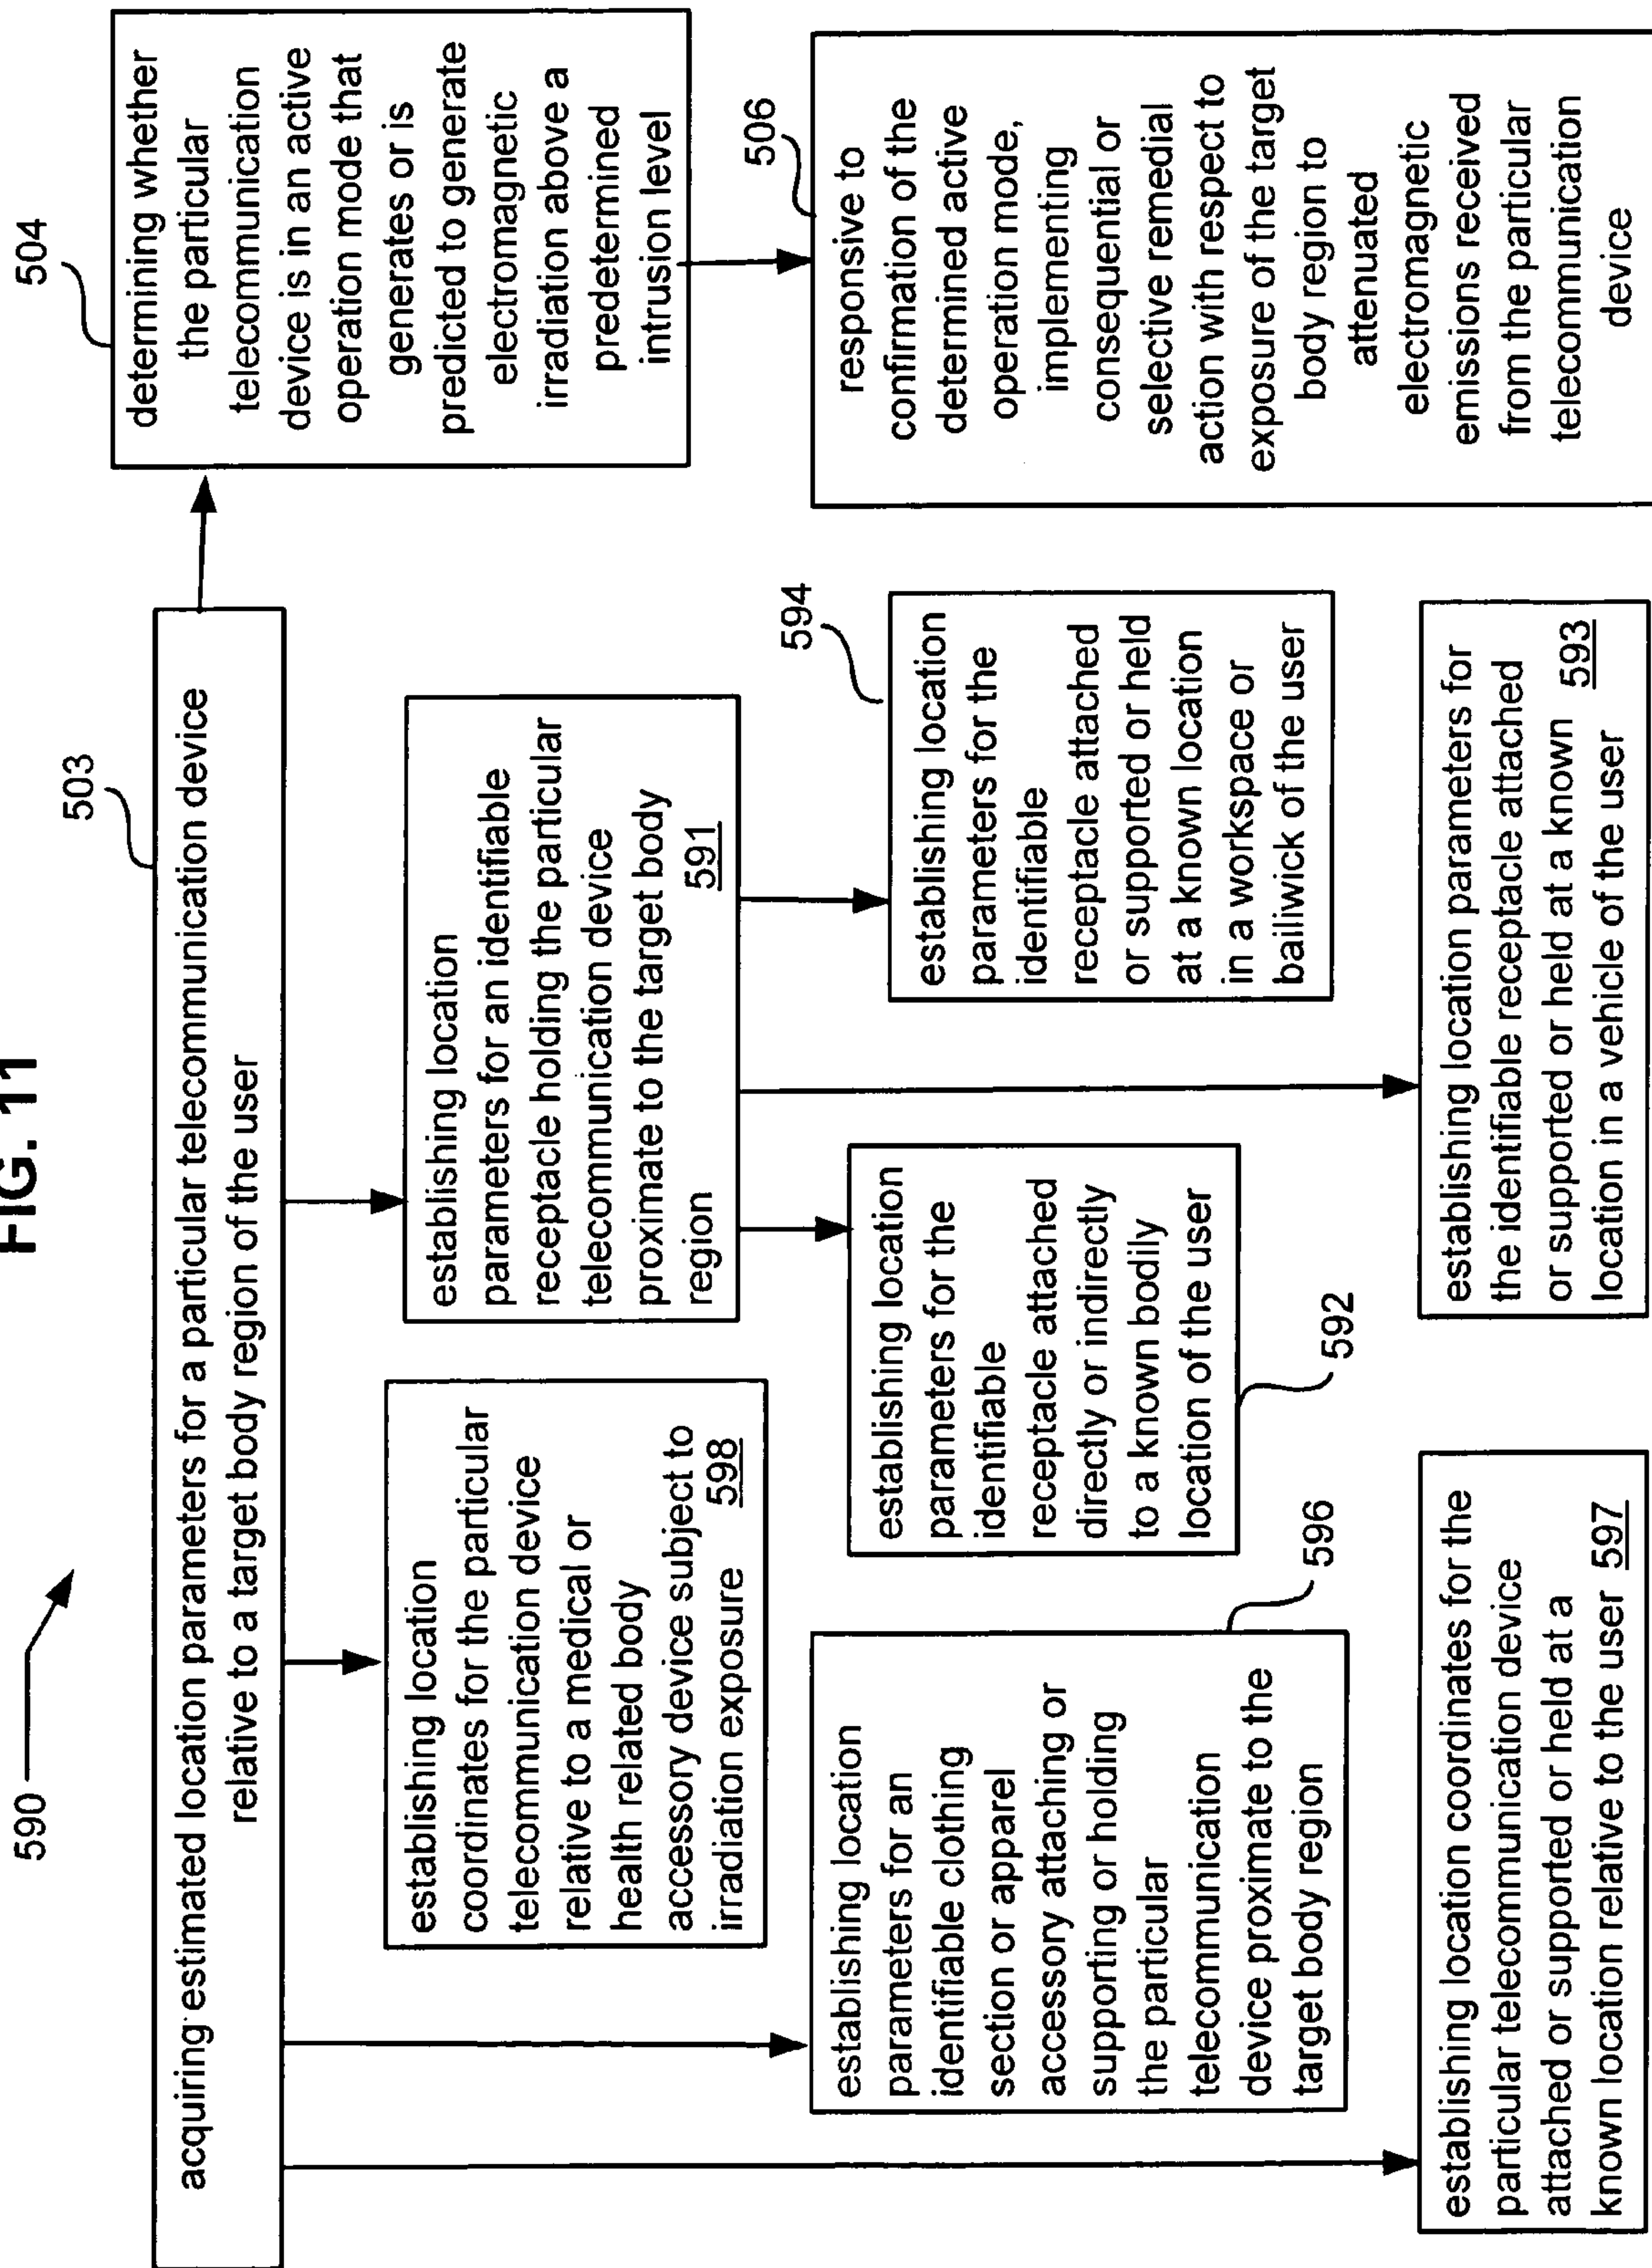 FIG. 11
590
503
acquiring estimated location parameters for a particular telecommunication device
relative to a target body region of the user
504
determining whether
the particular
telecommunication
device is in an active
operation mode that
generates or is
predicted to generate
electromagnetic
irradiation above a
predetermined
intrusion level
506
responsive to
confirmation of the
determined active
operation mode,
implementing
consequential or
selective remedial
action with respect to
exposure of the target
body region to
attenuated
electromagnetic
emissions received
from the particular
telecommunication
device
establishing location
coordinates for the particular
telecommunication device
relative to a medical or
health related body
accessory device subject to
irradiation exposure 598
establishing location
parameters for an identifiable
receptacle holding the particular
telecommunication device
proximate to the target body
region 591
594
establishing location
parameters for the
identifiable
receptacle attached
or supported or held
at a known location
in a workspace or
bailiwick of the user
establishing location
parameters for the
identifiable
receptacle attached
directly or indirectly
to a known bodily
location of the user
592
596
establishing location
parameters for an
identifiable clothing
section or apparel
accessory attaching or
supporting or holding
the particular
telecommunication
device proximate to the
target body region
establishing location coordinates for the
particular telecommunication device
attached or supported or held at a
known location relative to the user 597
establishing location parameters for
the identifiable receptacle attached
or supported or held at a known 593
location in a vehicle of the user